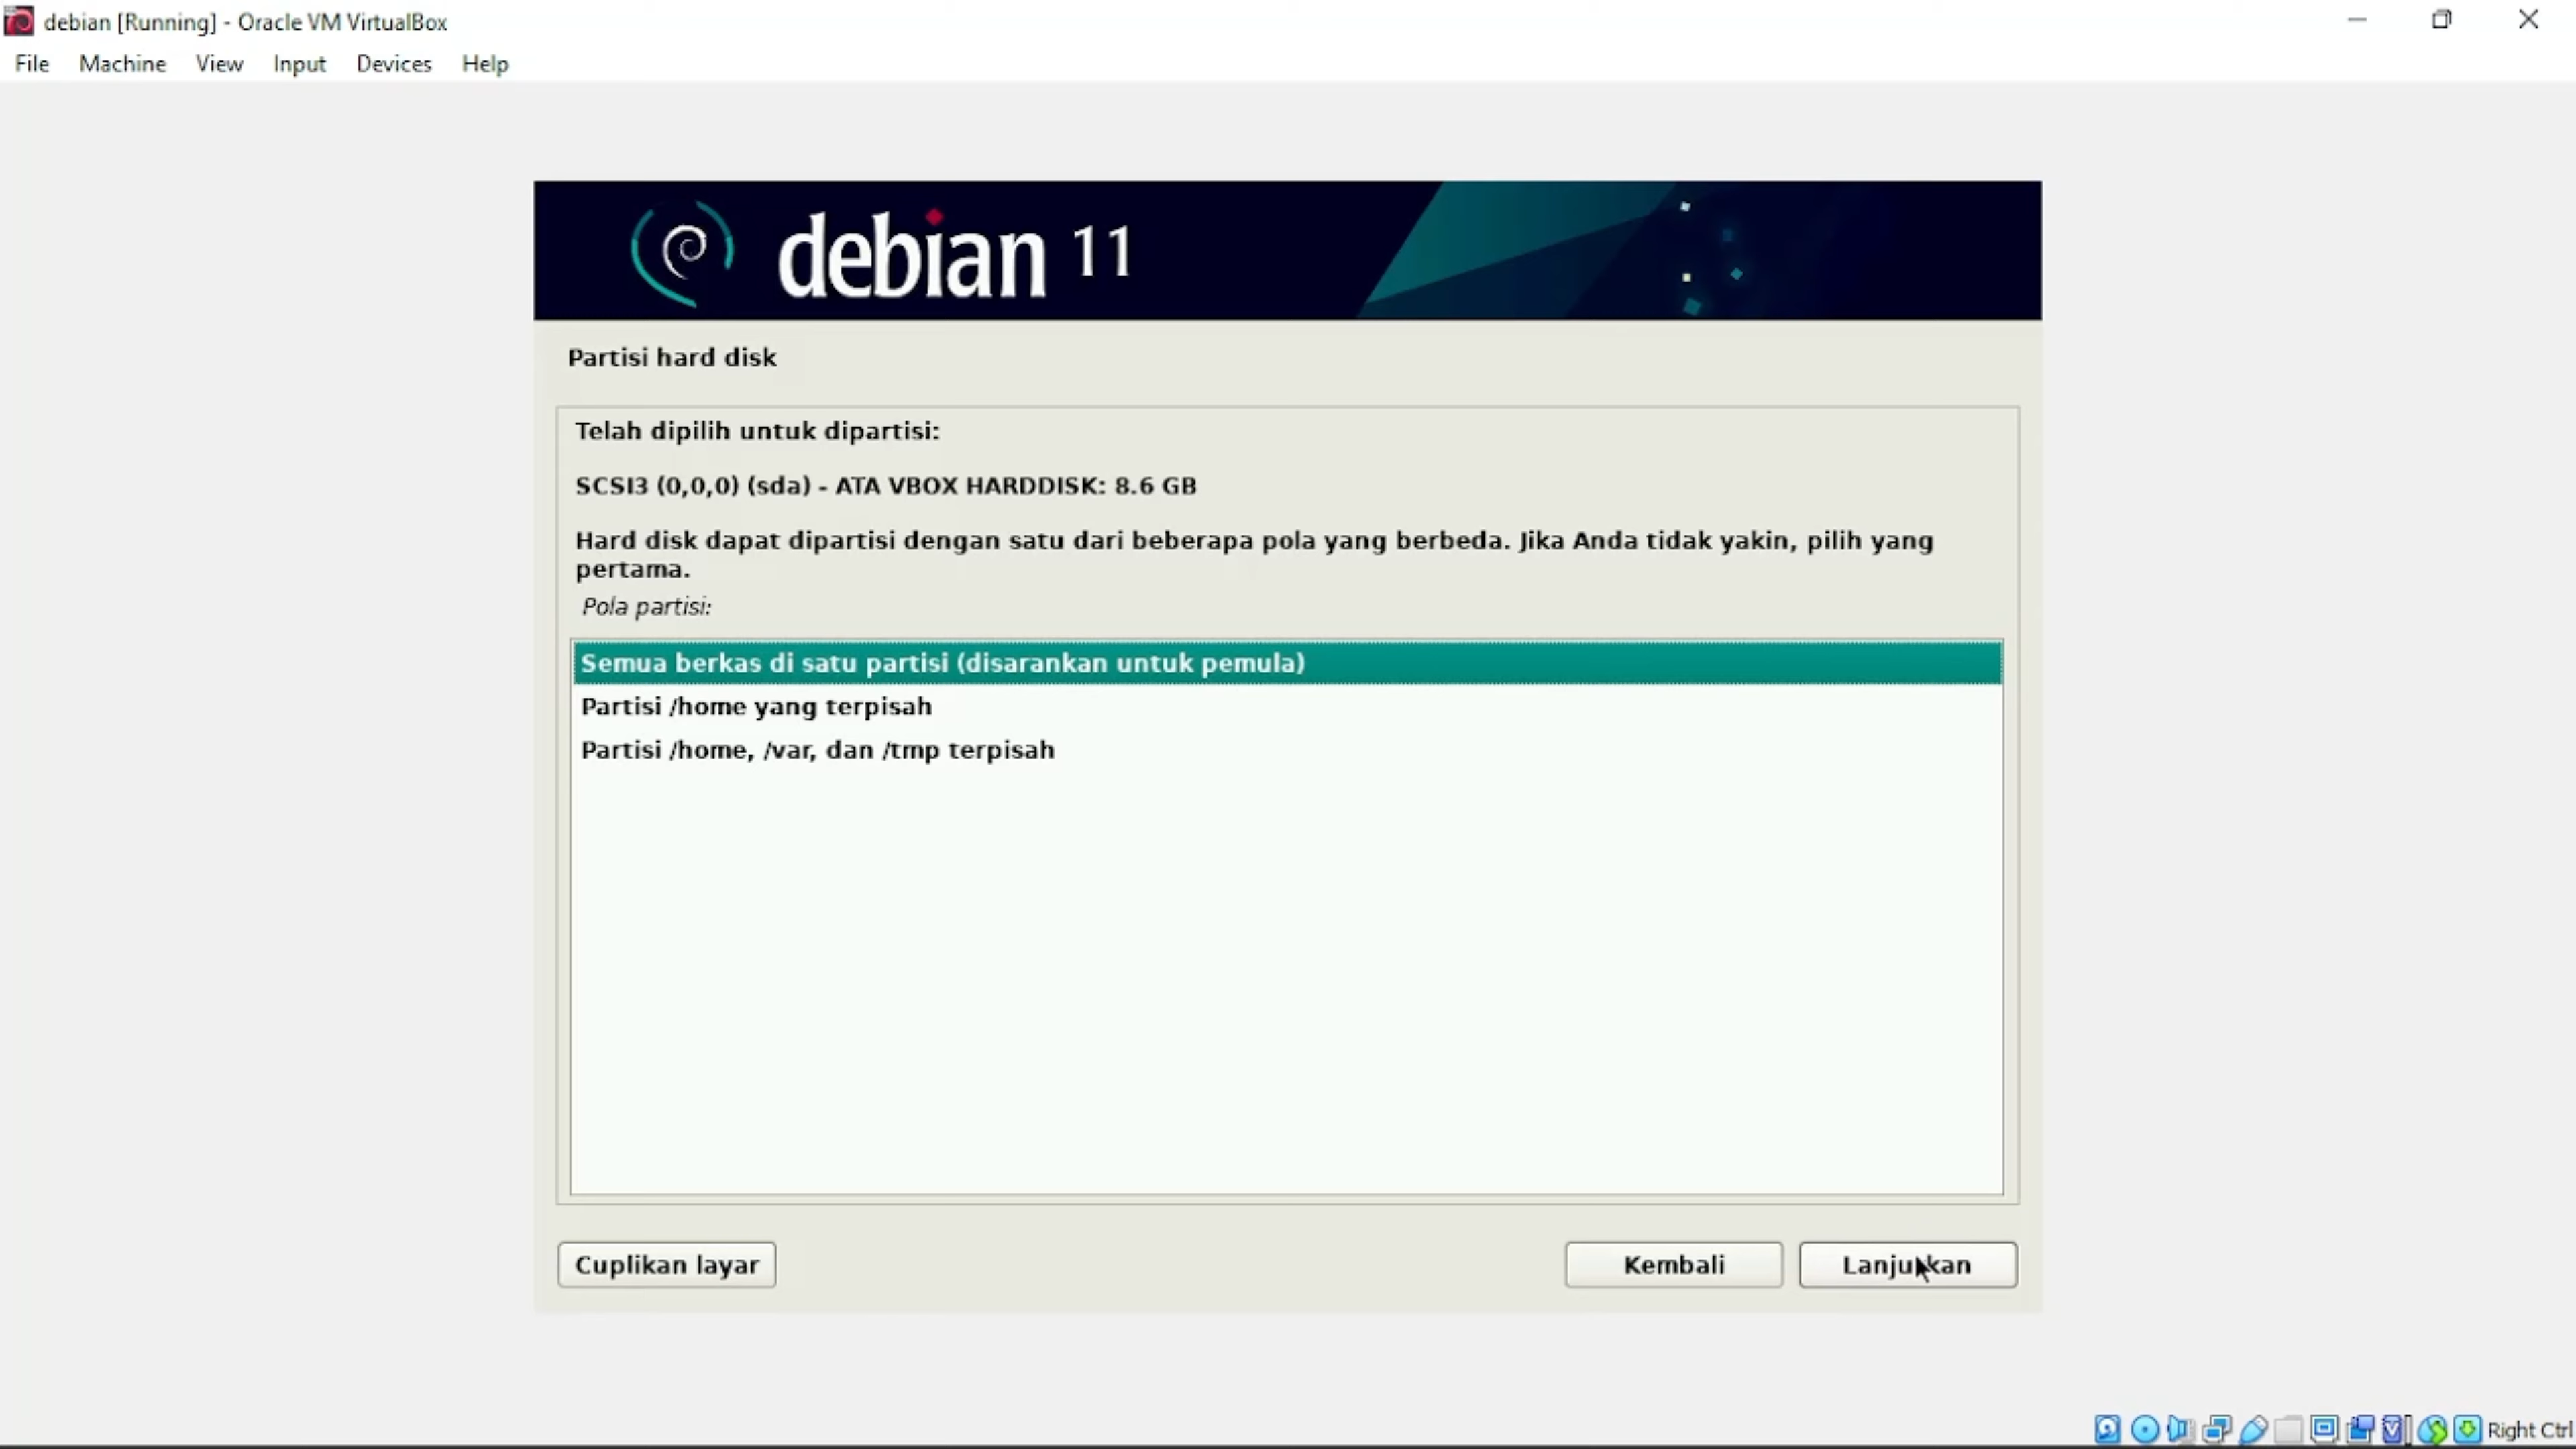 debian [Running] - Oracle VM VirtualBox
File Machine View Input Devices Help
debian 11
Partisi hard disk
Telah dipilih untuk dipartisi:
SCSI3 (0,0,0) (sda) - ATA VBOX HARDDISK: 8.6 GB
Hard disk dapat dipartisi dengan satu dari beberapa pola yang berbeda. Jika Anda tidak yakin, pilih yang
pertama.
Pola partisi:
Semua berkas di satu partisi (disarankan untuk pemula)
Partisi /home yang terpisah
Partisi /home, /var, dan /tmp terpisah
Cuplikan layar
Kembali
Lanjutkan
Right Ctrl